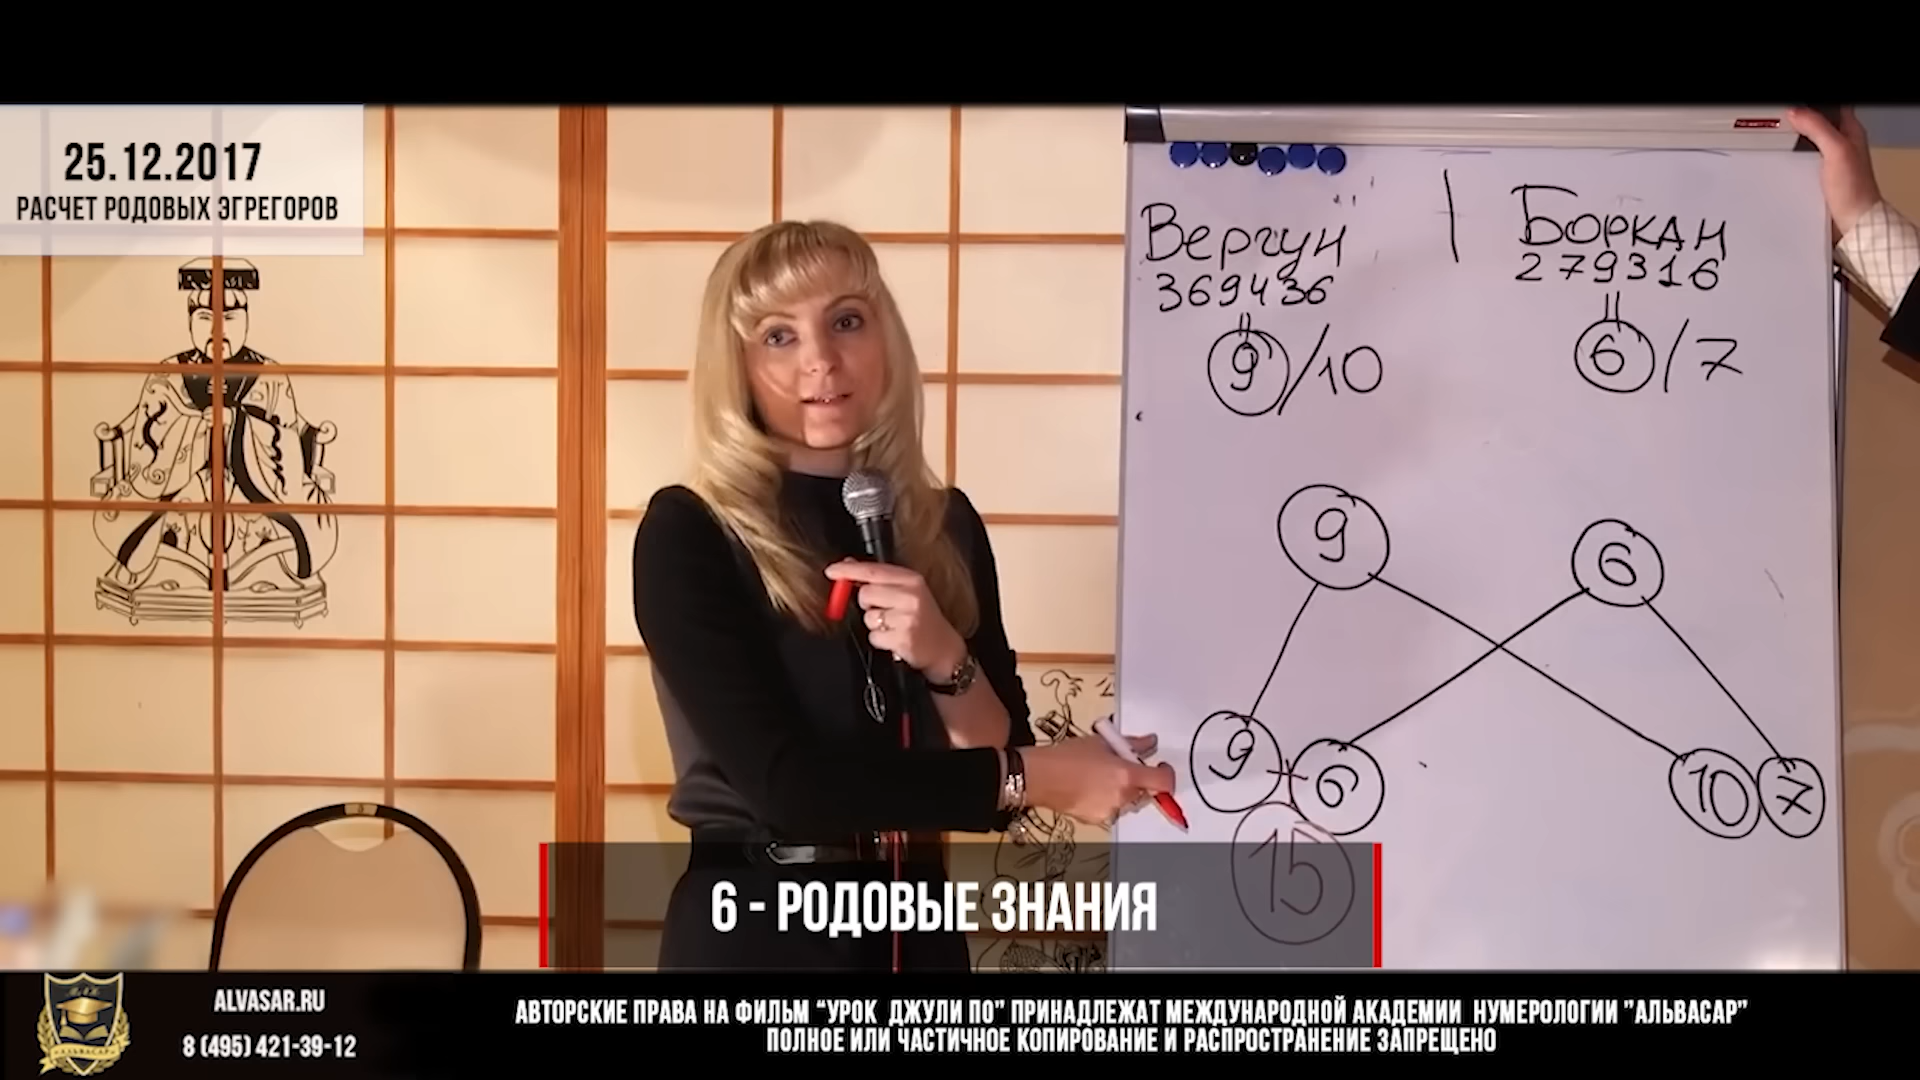 25.12.2017
РАСЧЕТ РОДОВЫХ ЭГРЕГОРОВ
Вергун
369436
9/10
Боркан
279316
6/7
9
6
9+6
10 7
15
6 - РОДОВЫЕ ЗНАНИЯ
ALVASAR.RU
8 (495) 421-39-12
АВТОРСКИЕ ПРАВА НА ФИЛЬМ “УРОК ДЖУЛИ ПО” ПРИНАДЛЕЖАТ МЕЖДУНАРОДНОЙ АКАДЕМИИ НУМЕРОЛОГИИ "АЛЬВАСАР"
ПОЛНОЕ ИЛИ ЧАСТИЧНОЕ КОПИРОВАНИЕ И РАСПРОСТРАНЕНИЕ ЗАПРЕЩЕНО
"АЛЬВАСАР"